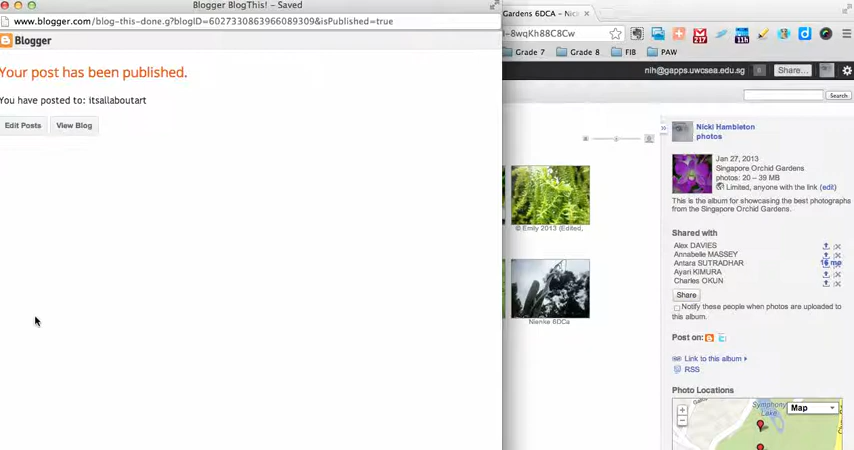 Blogger BlogThis! – Saved
www.blogger.com/blog-this-done.g?blogID=6027330863966089309&isPublished=true
Blogger
Your post has been published.
You have posted to: itsallaboutart
Edit Posts
View Blog
Gardens 6DCA – Nick
-8wqKh88C8Cw
217
11h
Grade 7
Grade 8
FIB
PAW
nih@gapps.uwcsea.edu.sg
Share...
Search
Nicki Hambleton
photos
Jan 27, 2013
Singapore Orchid Gardens
photos: 20 – 39 MB
Limited, anyone with the link (edit)
This is the album for showcasing the best photographs
from the Singapore Orchid Gardens.
© Emily 2013 (Edited,
Shared with
Alex DAVIES
Annabelle MASSEY
Antara SUTRADHAR
Ayari KIMURA
Charles OKUN
Share
Notify these people when photos are uploaded to
this album.
Nienke 6DCa
Post on:
Link to this album
RSS
Photo Locations
Symphony
Lake
Map